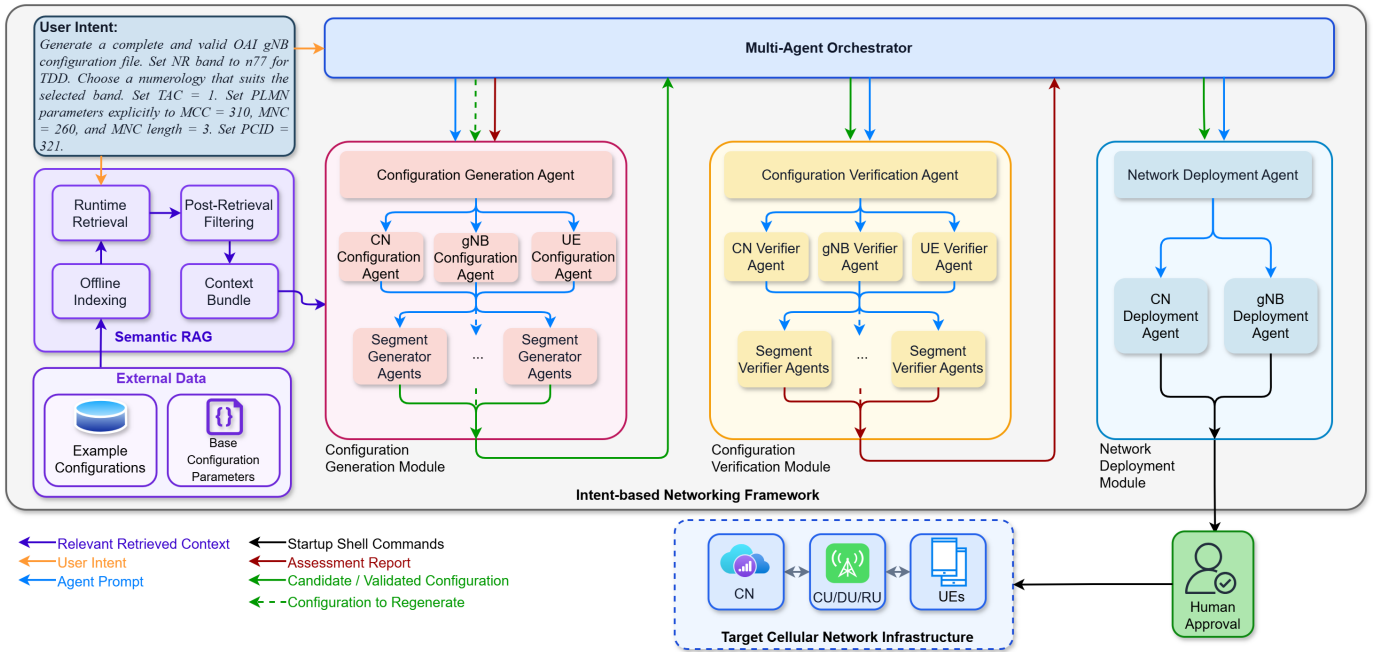 User Intent:
Generate a complete and valid OAI gNB
configuration file. Set NR band to n77 for
TDD. Choose a numerology that suits the
selected band. Set TAC = 1. Set PLMN
parameters explicitly to MCC = 310, MNC
= 260, and MNC length = 3. Set PCID =
321.
Multi-Agent Orchestrator
Runtime
Retrieval
Post-Retrieval
Filtering
Offline
Indexing
Context
Bundle
Semantic RAG
External Data
Example
Configurations
{}
Base
Configuration
Parameters
Configuration Generation Agent
CN
Configuration
Agent
gNB
Configuration
Agent
UE
Configuration
Agent
Segment
Generator
Agents
...
Segment
Generator
Agents
Configuration
Generation Module
Configuration Verification Agent
CN Verifier
Agent
gNB Verifier
Agent
UE Verifier
Agent
Segment
Verifier Agents
...
Segment
Verifier Agents
Configuration
Verification Module
Network Deployment Agent
CN
Deployment
Agent
gNB
Deployment
Agent
Network
Deployment
Module
Intent-based Networking Framework
Relevant Retrieved Context
User Intent
Agent Prompt
Startup Shell Commands
Assessment Report
Candidate / Validated Configuration
Configuration to Regenerate
CN
CU/DU/RU
UEs
Target Cellular Network Infrastructure
Human
Approval